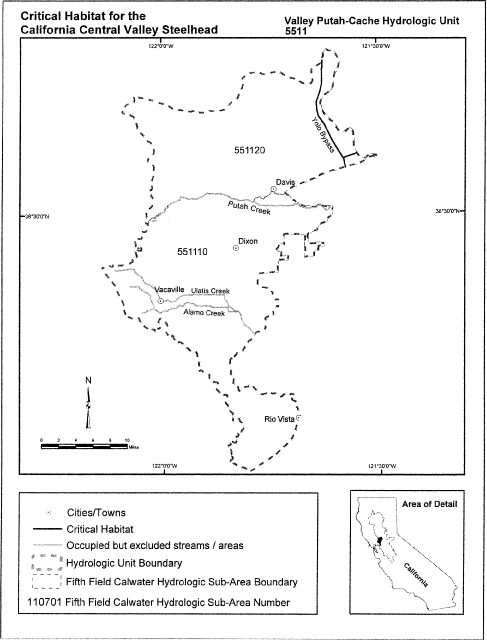 Critical Habitat for the
California Central Valley Steelhead
Valley Putah-Cache Hydrologic Unit
5511
122°0'0"W
121°30'0"W
Yolo Bypass
551120
Davis
Putah Creek
38°30'0"N
38°30'0"N
551110
Dixon
Vacaville
Ulatis Creek
Alamo Creek
N
Rio Vista
0 2 4 6 8 10
Miles
122°0'0"W
121°30'0"W
Cities/Towns
Critical Habitat
Occupied but excluded streams / areas
Hydrologic Unit Boundary
Fifth Field Calwater Hydrologic Sub-Area Boundary
110701 Fifth Field Calwater Hydrologic Sub-Area Number
Area of Detail
California